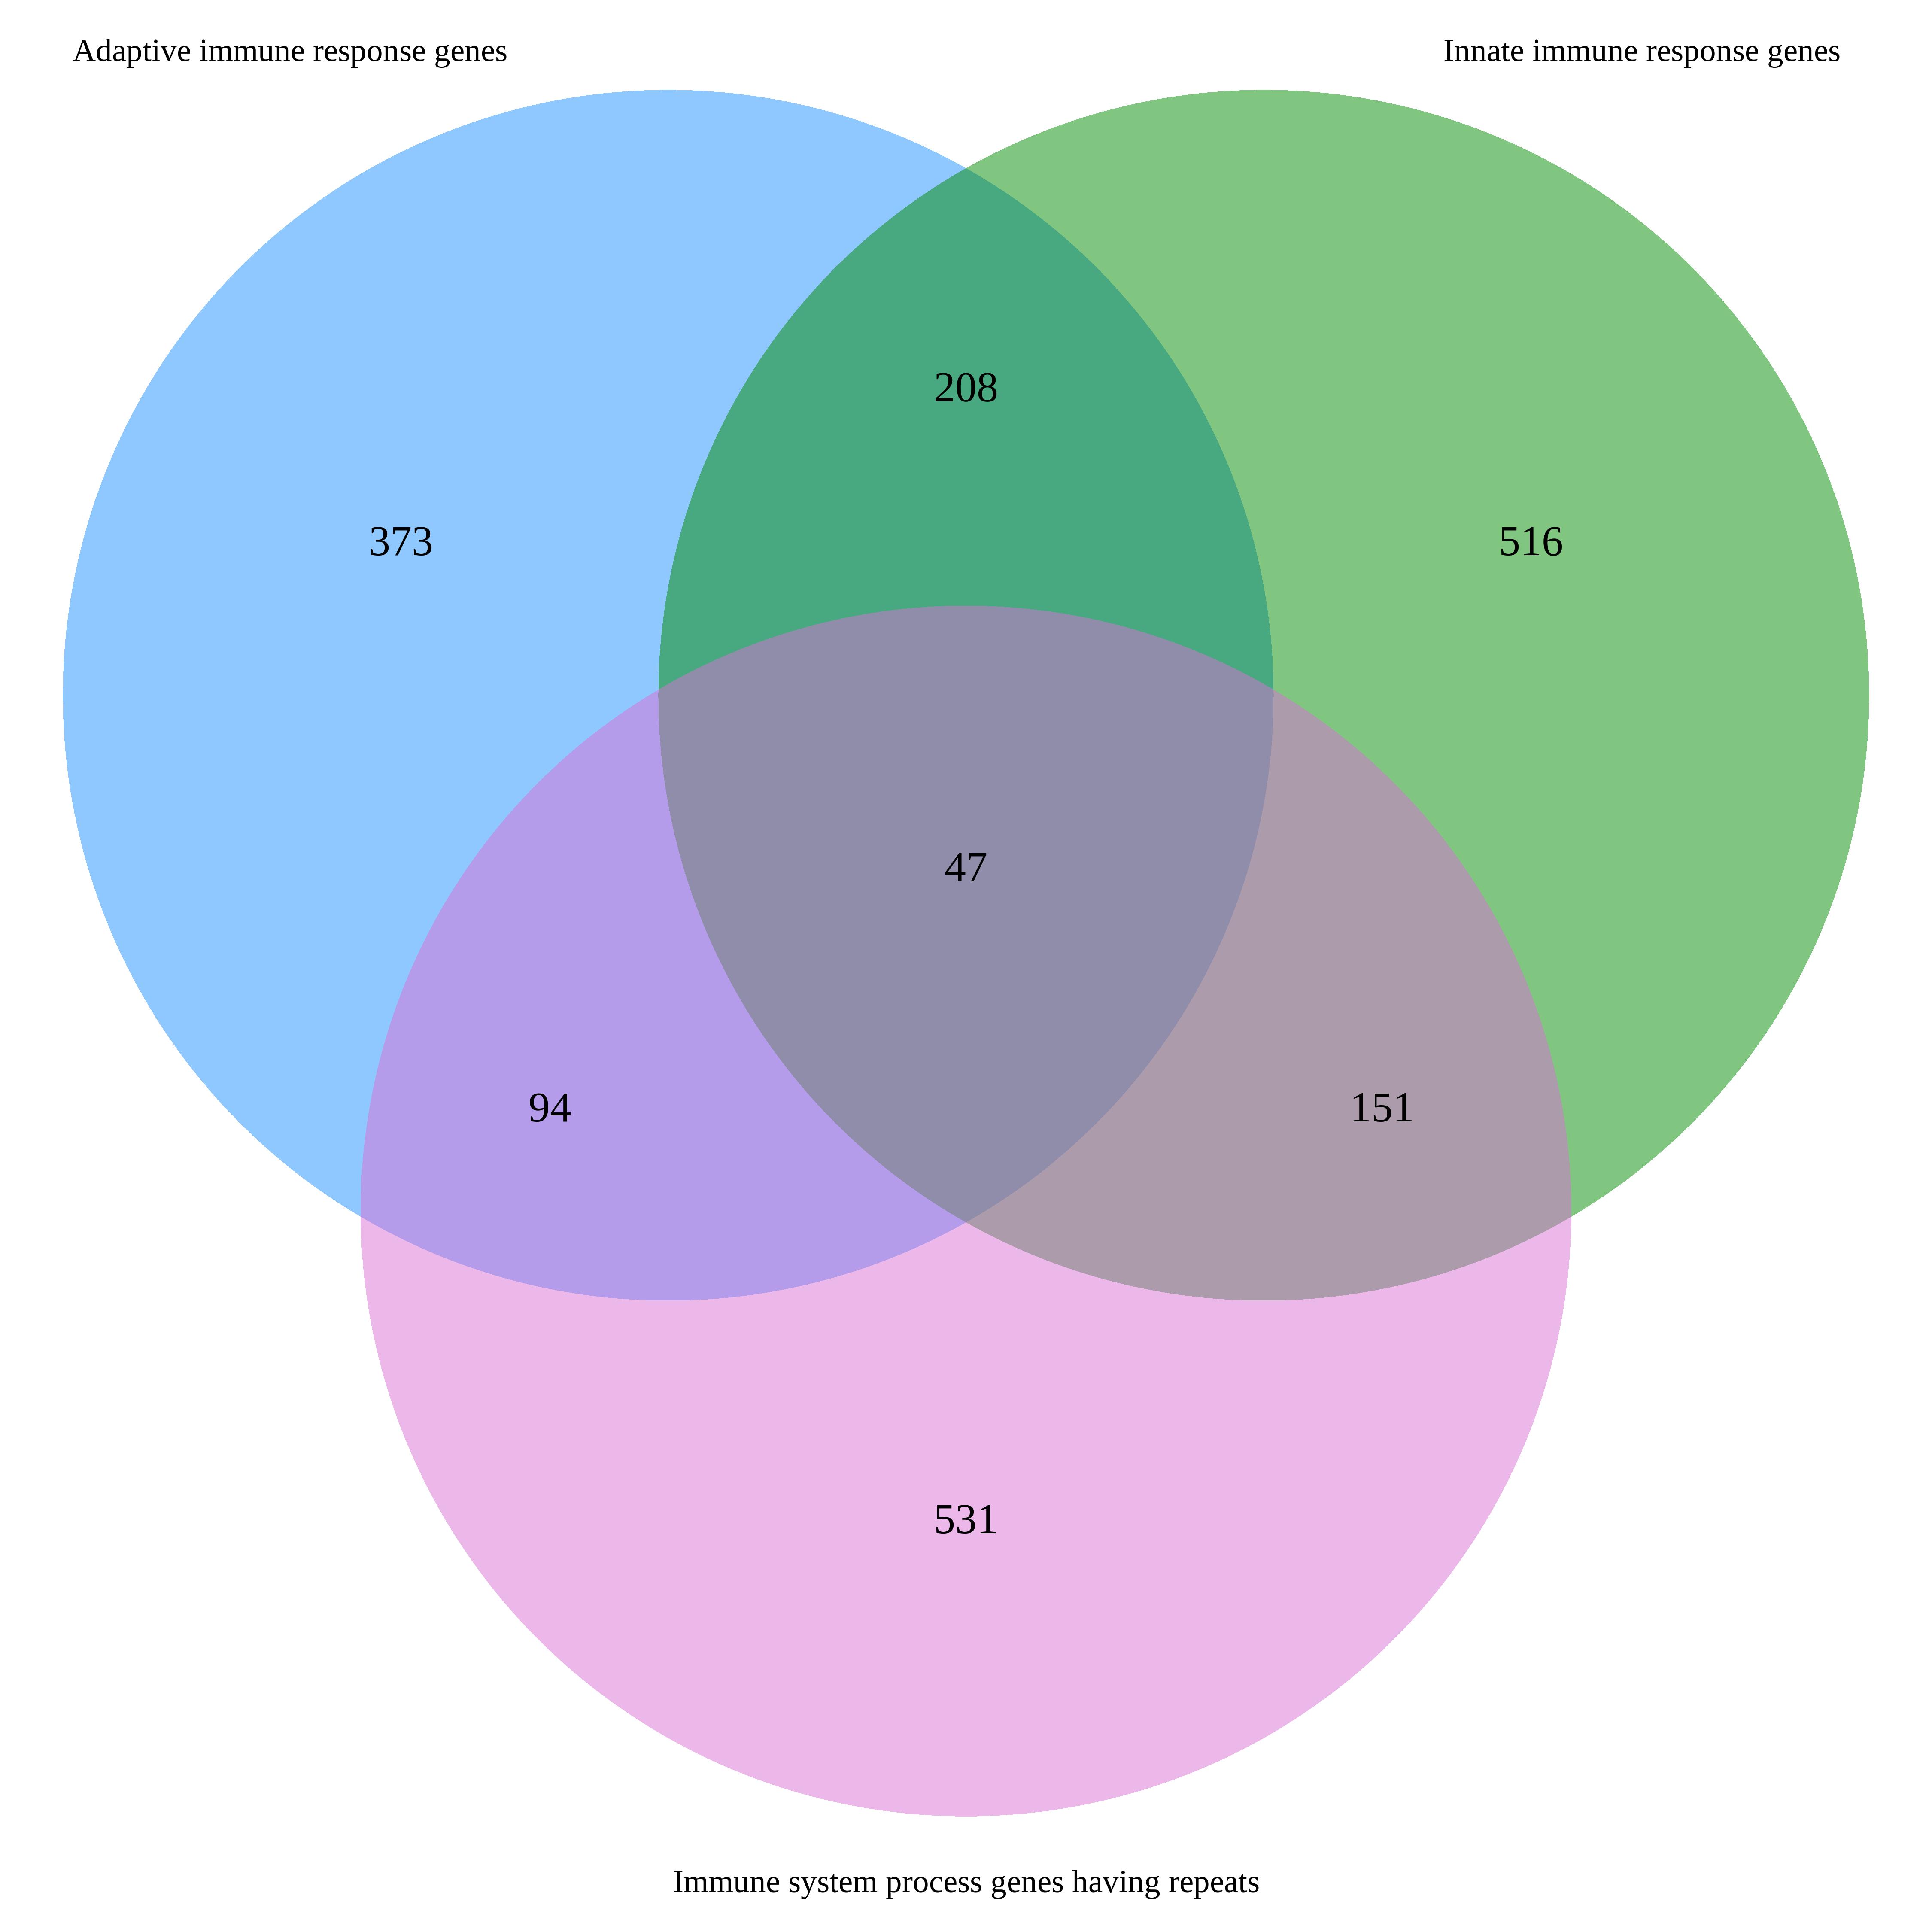 Adaptive immune response genes
Innate immune response genes
208
373
516
47
94
151
531
Immune system process genes having repeats